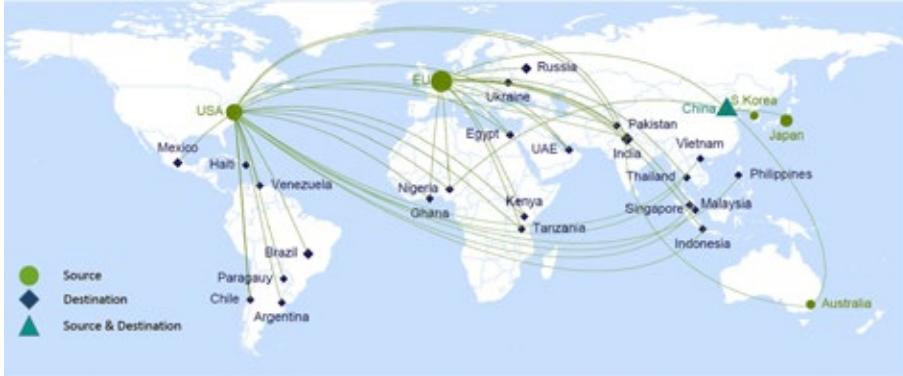 Russia
EU
Ukraine
USA
China
S.Korea
Japan
Pakistan
Egypt
UAE
India
Vietnam
Mexico
Haiti
Thailand
Philippines
Venezuela
Nigeria
Ghana
Kenya
Tanzania
Singapore
Malaysia
Indonesia
Brazil
Paragauy
Chile
Argentina
Australia
Source
Destination
Source & Destination